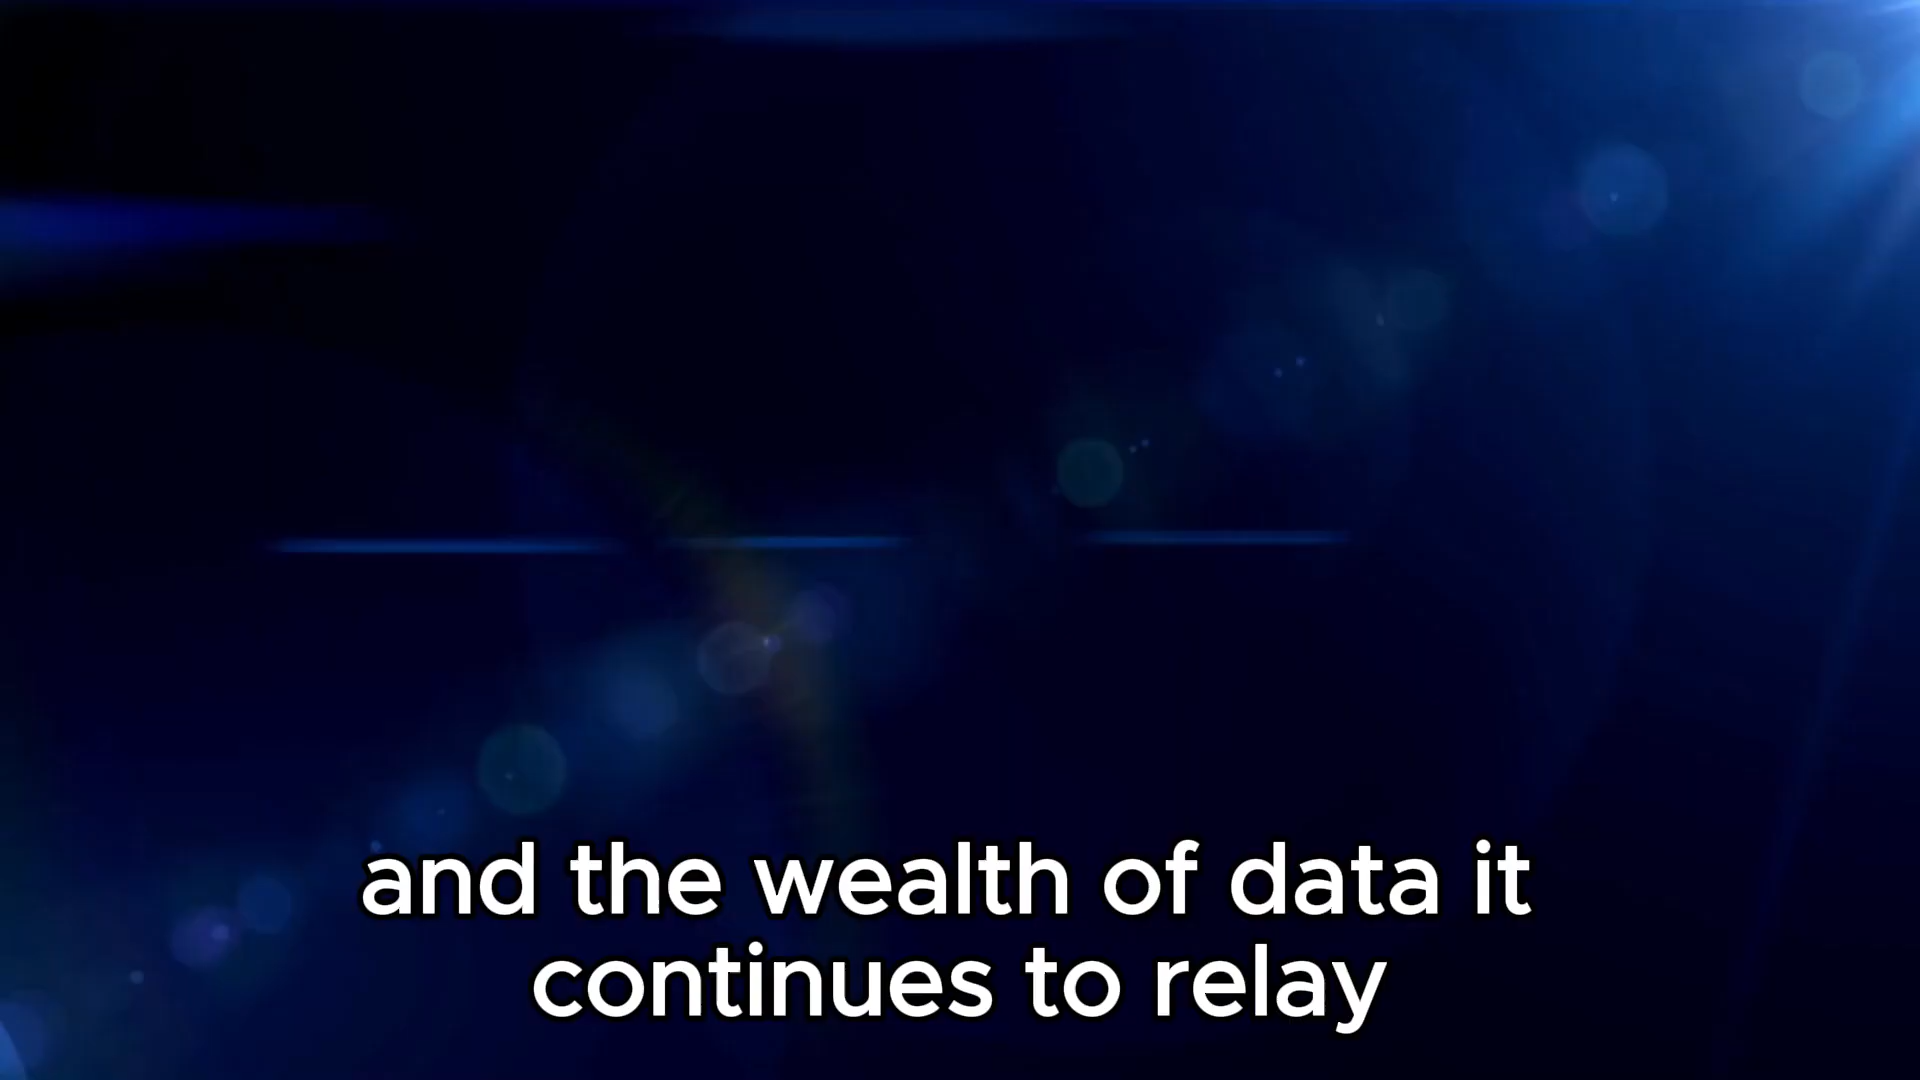 and the wealth of data it
continues to relay